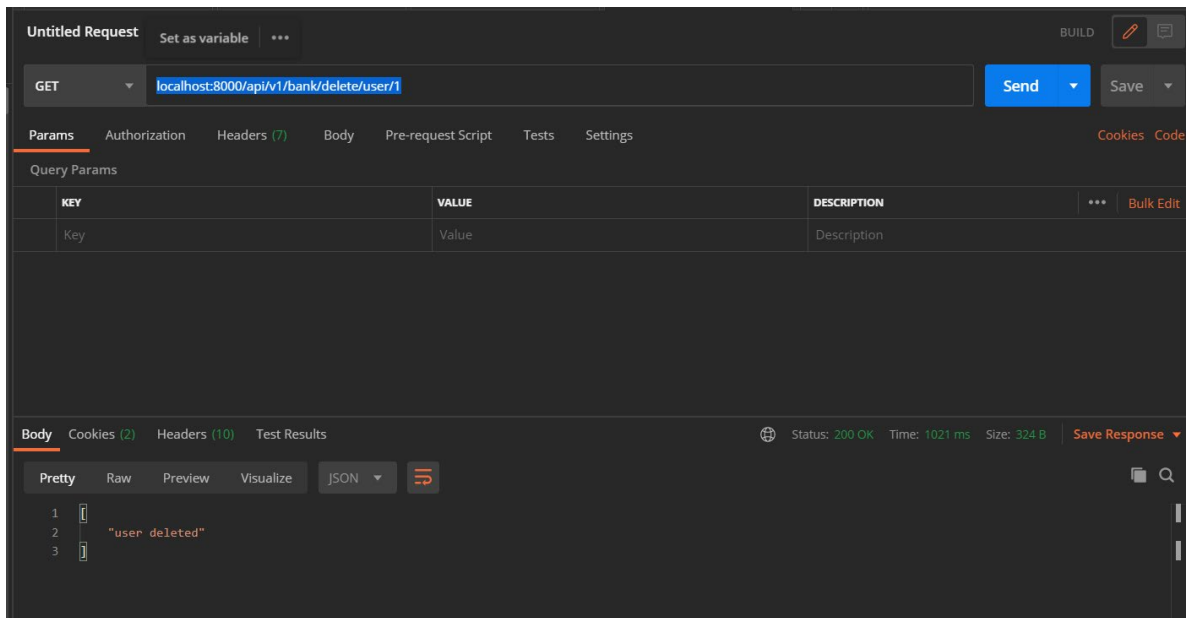 Untitled Request Set as variable ••• BUILD
GET localhost:8000/api/v1/bank/delete/user/1 Send Save
Params Authorization Headers (7) Body Pre-request Script Tests Settings Cookies Code
Query Params
KEY VALUE DESCRIPTION ••• Bulk Edit
Key Value Description
Body Cookies (2) Headers (10) Test Results Status: 200 OK Time: 1021 ms Size: 324 B Save Response
Pretty Raw Preview Visualize JSON
1 [
2 "user deleted"
3 ]